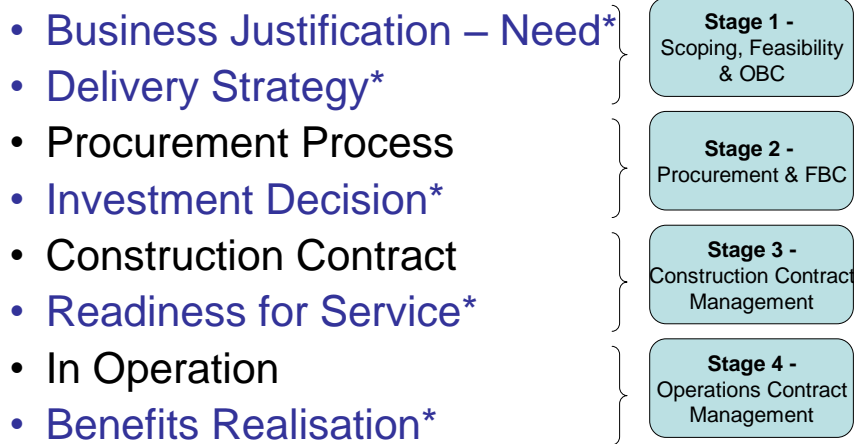 • Business Justification – Need*
• Delivery Strategy*
Stage 1 -
Scoping, Feasibility
& OBC
• Procurement Process
• Investment Decision*
Stage 2 -
Procurement & FBC
• Construction Contract
• Readiness for Service*
Stage 3 -
Construction Contract
Management
• In Operation
• Benefits Realisation*
Stage 4 -
Operations Contract
Management